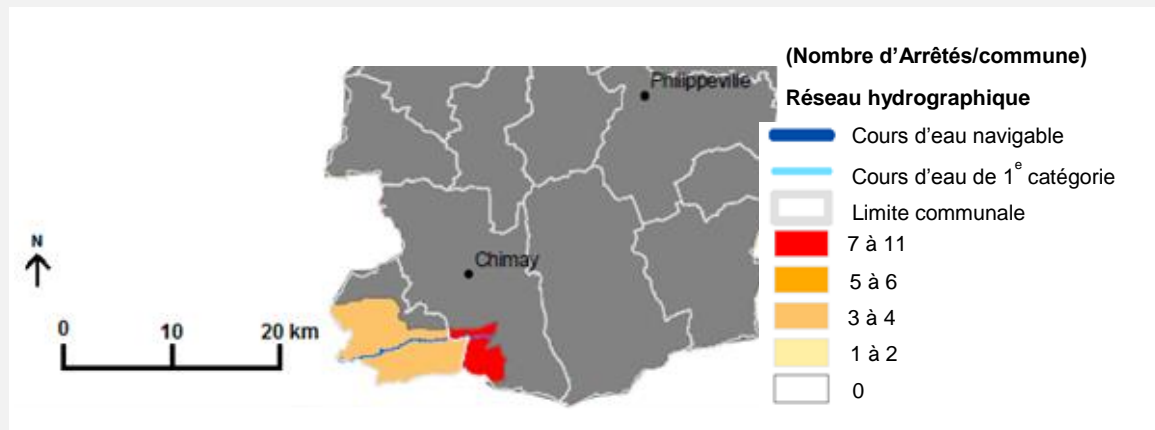 (Nombre d'Arrêtés/commune)
Philippeville
Réseau hydrographique
Cours d'eau navigable
Cours d'eau de 1e catégorie
Limite communale
N
7 à 11
Chimay
5 à 6
0 10 20 km
3 à 4
1 à 2
0